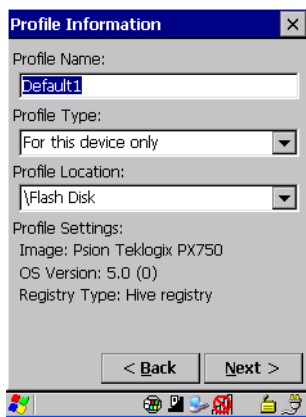 Profile Information
Profile Name:
Default1
Profile Type:
For this device only
Profile Location:
\Flash Disk
Profile Settings:
Image: Psion Teklogix PX750
OS Version: 5.0 (0)
Registry Type: Hive registry
< Back Next >